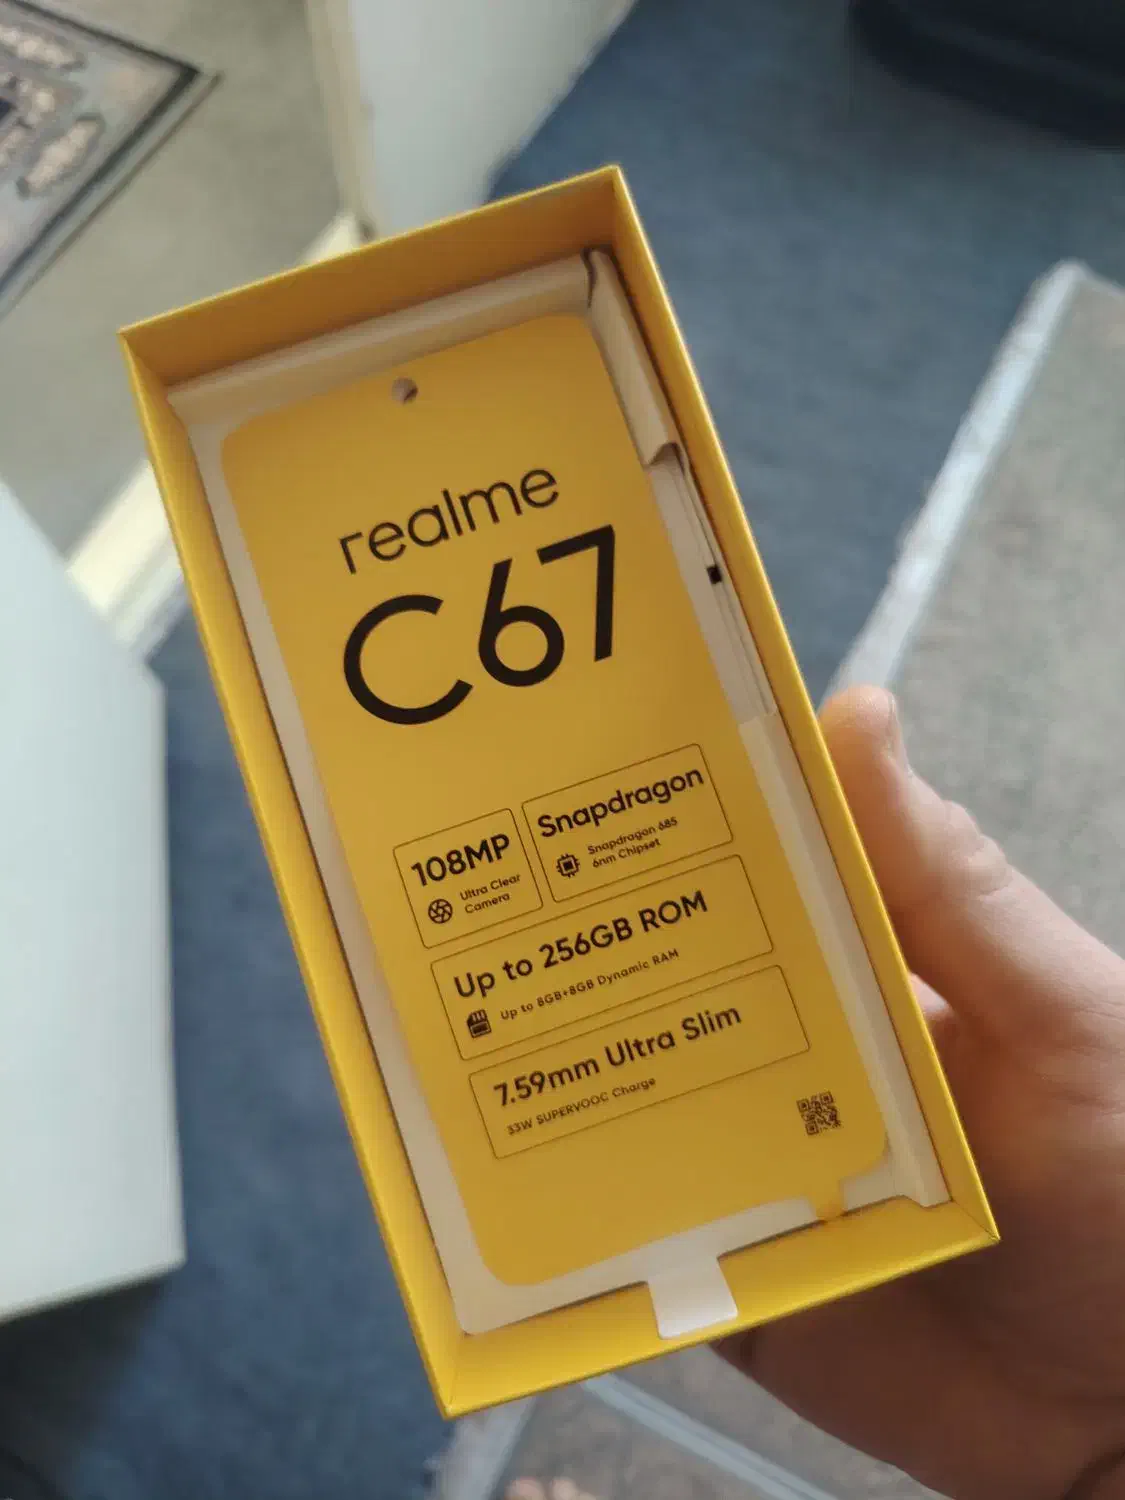 realme
C67
108MP
Ultra Clear
Camera
Snapdragon
Snapdragon 685
6nm Chipset
Up to 256GB ROM
Up to 8GB+8GB Dynamic RAM
7.59mm Ultra Slim
33W SUPERVOOC Charge